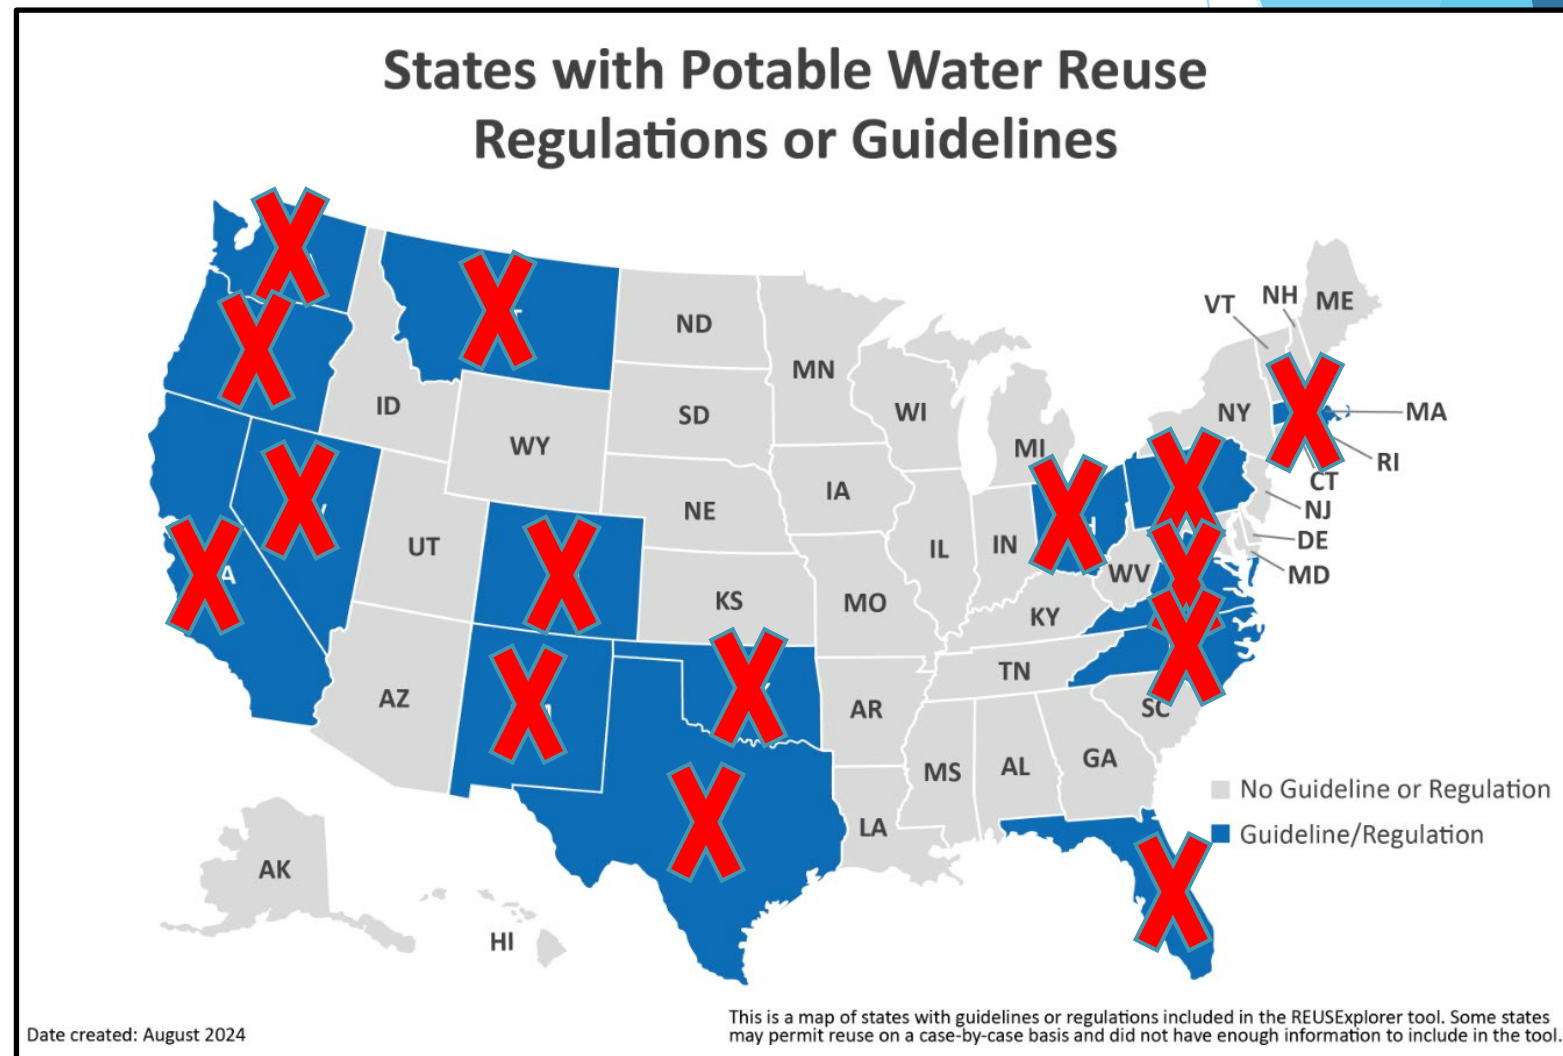 States with Potable Water Reuse
Regulations or Guidelines
VT
NH
ME
ND
MN
ID
SD
WI
NY
MA
WY
MI
RI
CT
IA
NE
NJ
UT
IL
IN
DE
WV
MD
KS
MO
KY
TN
AZ
AR
SC
MS
AL
GA
No Guideline or Regulation
LA
Guideline/Regulation
AK
HI
This is a map of states with guidelines or regulations included in the REUSExplorer tool. Some states
may permit reuse on a case-by-case basis and did not have enough information to include in the tool.
Date created: August 2024